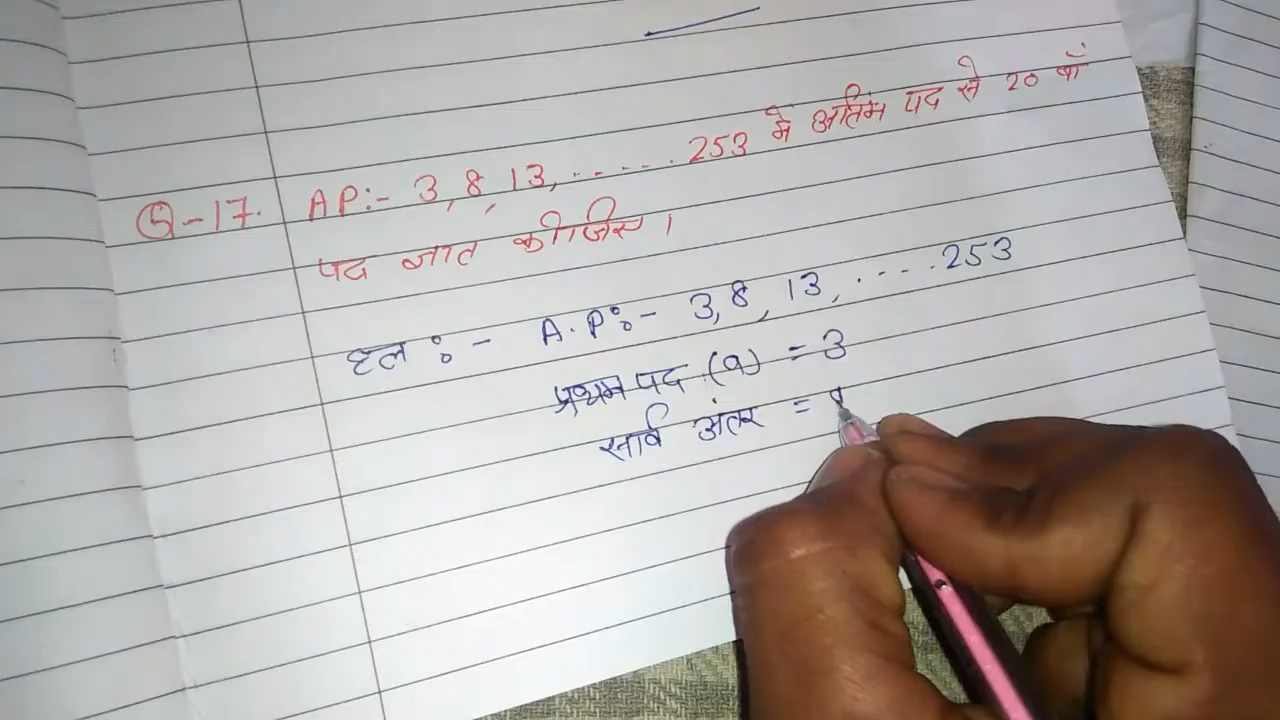 Q-17. AP:- 3, 8, 13, ..... 253 में अंतिम पद से 20 वाँ
पद ज्ञात कीजिए ।
हल :- A.P:- 3, 8, 13, ..... 253
प्रथम पद (a) = 3
सार्व अंतर =